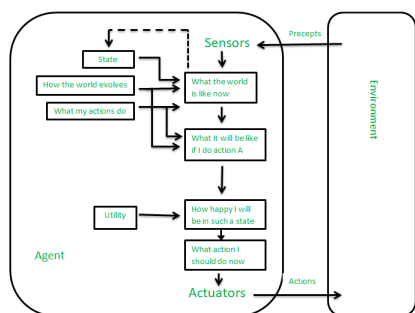 Sensors
Precepts
State
How the world evolves
What my actions do
What the world
is like now
What it will be like
if I do action A
Environment
Utility
How happy I will
be in such a state
What action I
should do now
Agent
Actuators
Actions